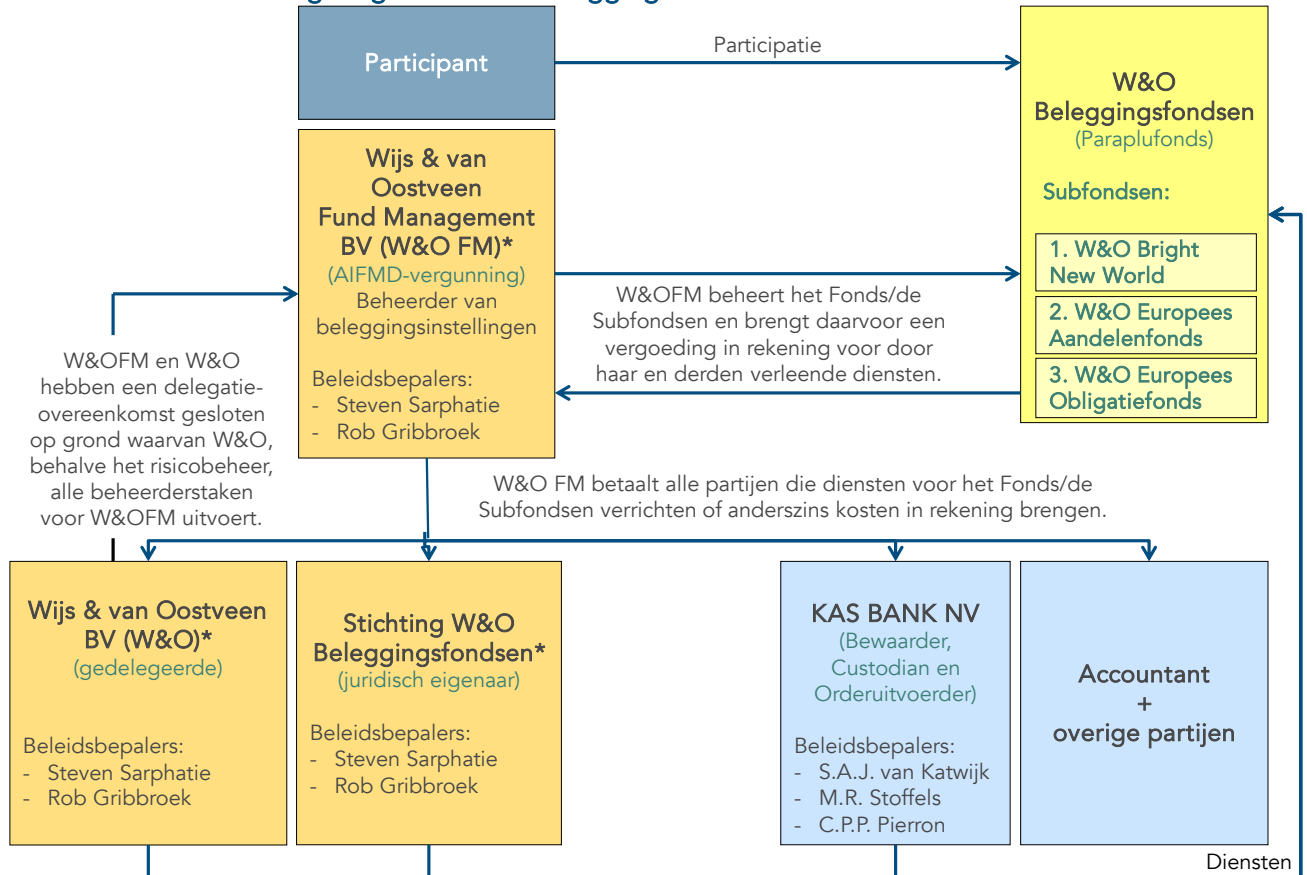 Participant
Participatie
W&O
Beleggingsfondsen
(Paraplufonds)
Subfondsen:
1. W&O Bright
New World
2. W&O Europees
Aandelenfonds
3. W&O Europees
Obligatiefonds
Wijs & van
Oostveen
Fund Management
BV (W&O FM)*
(AIFMD-vergunning)
Beheerder van
beleggingsinstellingen
Beleidsbepalers:
- Steven Sarphatie
- Rob Gribbroek
W&OFM beheert het Fonds/de
Subfondsen en brengt daarvoor een
vergoeding in rekening voor door
haar en derden verleende diensten.
W&OFM en W&O
hebben een delegatie-
overeenkomst gesloten
op grond waarvan W&O,
behalve het risicobeheer,
alle beheerderstaken
voor W&OFM uitvoert.
W&O FM betaalt alle partijen die diensten voor het Fonds/de
Subfondsen verrichten of anderszins kosten in rekening brengen.
Wijs & van Oostveen
BV (W&O)*
(gedelegeerde)
Beleidsbepalers:
- Steven Sarphatie
- Rob Gribbroek
Stichting W&O
Beleggingsfondsen*
(juridisch eigenaar)
Beleidsbepalers:
- Steven Sarphatie
- Rob Gribbroek
KAS BANK NV
(Bewaarder,
Custodian en
Orderuitvoerder)
Beleidsbepalers:
- S.A.J. van Katwijk
- M.R. Stoffels
- C.P.P. Pierron
Accountant
+
overige partijen
Diensten